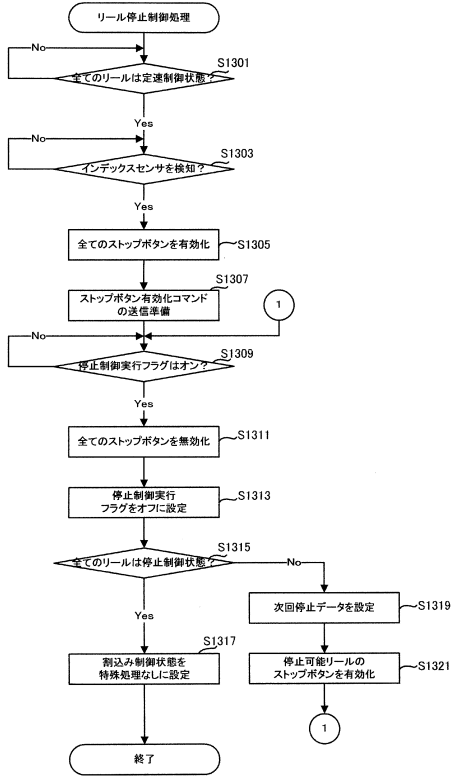 リール停止制御処理
No
全てのリールは定速制御状態？
S1301
Yes
No
インデックスセンサを検知？
S1303
Yes
全てのストップボタンを有効化
S1305
ストップボタン有効化コマンド
の送信準備
S1307
1
No
停止制御実行フラグはオン？
S1309
Yes
全てのストップボタンを無効化
S1311
停止制御実行
フラグをオフに設定
S1313
全てのリールは停止制御状態？
S1315
No
Yes
次回停止データを設定
S1319
割込み制御状態を
特殊処理なしに設定
S1317
停止可能リールの
ストップボタンを有効化
S1321
1
終了